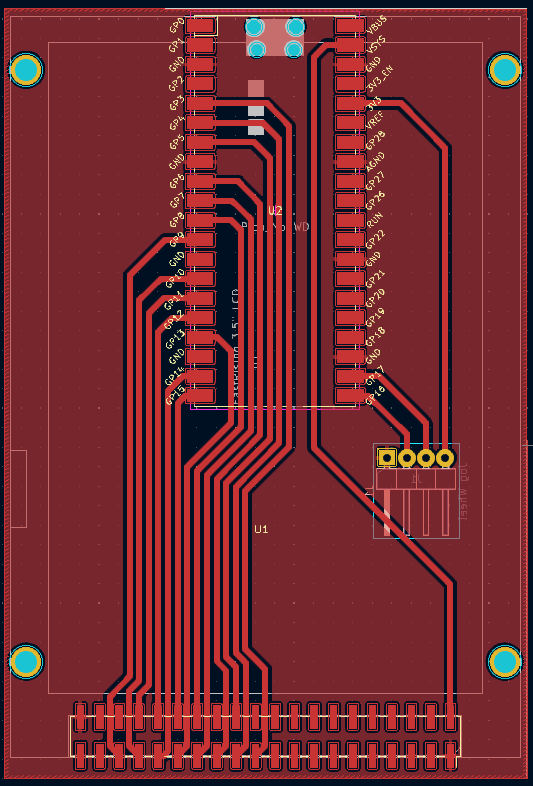 GP0
GP1
GND
GP2
GP3
GP4
GP5
GND
GP6
GP7
GP8
GP9
GND
GP10
GP11
GP12
GP13
GND
GP14
GP15
VBUS
VSYS
GND
3V3_EN
3V3
VREF
GP28
AGND
GP27
GP26
RUN
GP22
GND
GP21
GP20
GP19
GP18
GND
GP17
GP16
U2
WD
3.5" LCD
U1